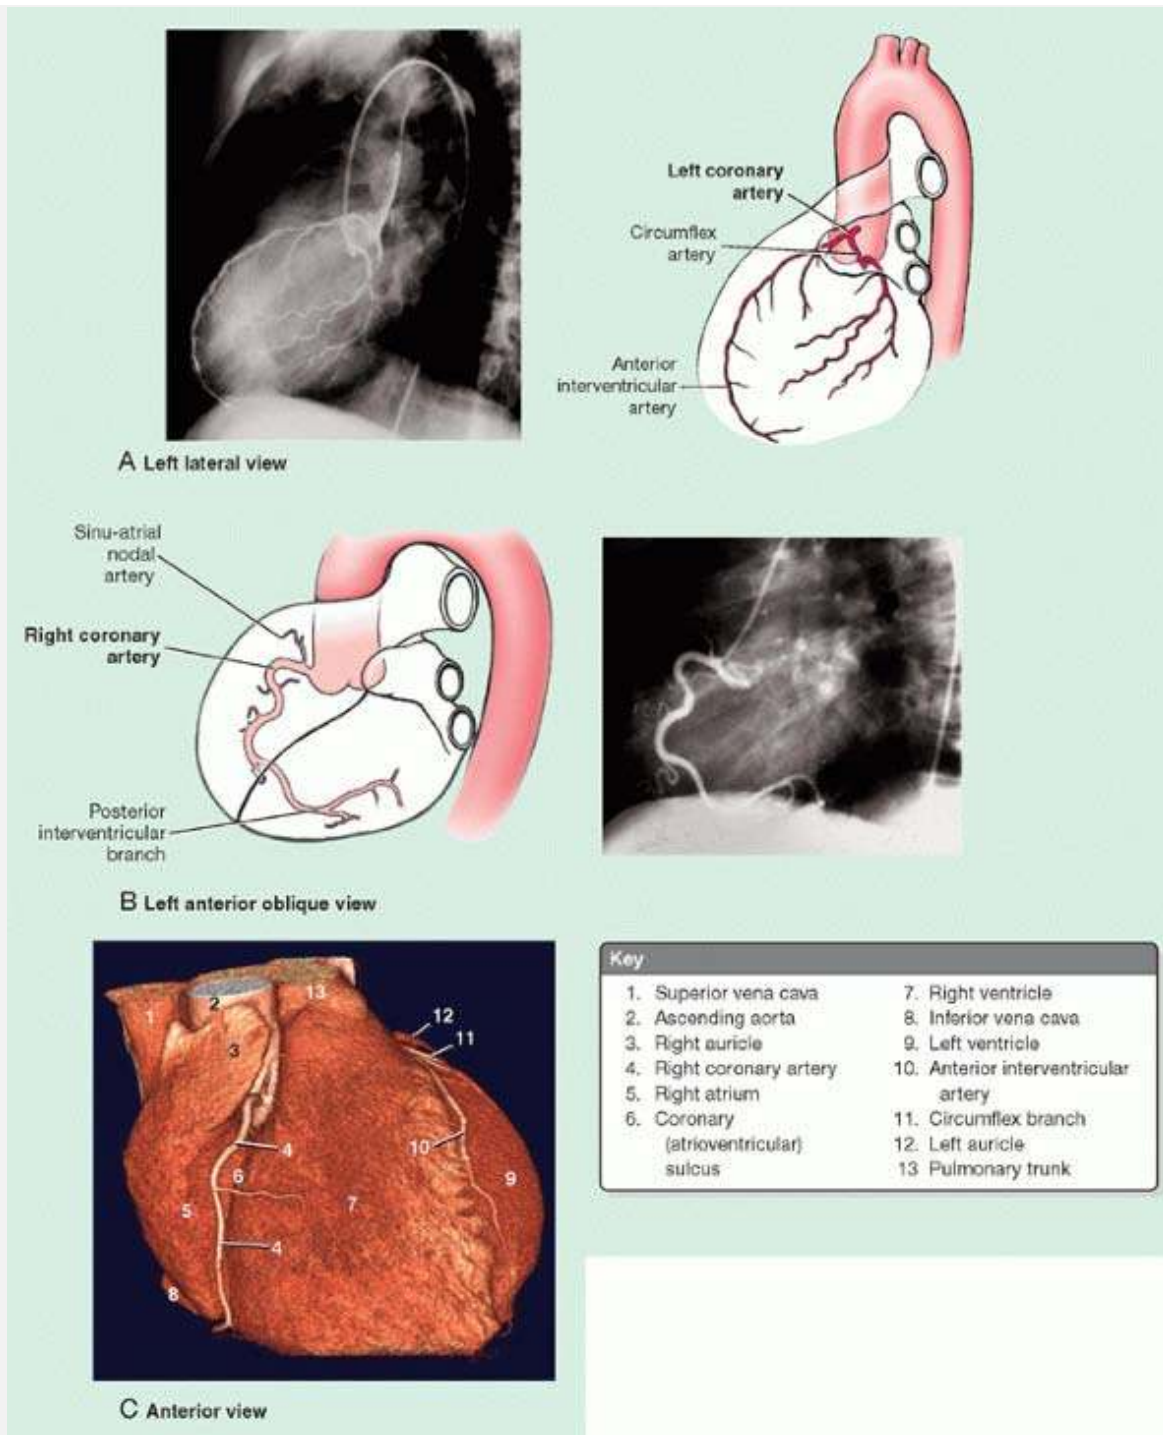 Left coronary
artery
Circumflex
artery
Anterior
interventricular
artery
A Left lateral view
Sinu-atrial
nodal
artery
Right coronary
artery
Posterior
interventricular
branch
B Left anterior oblique view
1
2
13
3
12
11
4
10
6
9
5
7
4
8
C Anterior view
Key
1. Superior vena cava
2. Ascending aorta
3. Right auricle
4. Right coronary artery
5. Right atrium
6. Coronary
(atrioventricular)
sulcus
7. Right ventricle
8. Inferior vena cava
9. Left ventricle
10. Anterior interventricular
artery
11. Circumflex branch
12. Left auricle
13 Pulmonary trunk